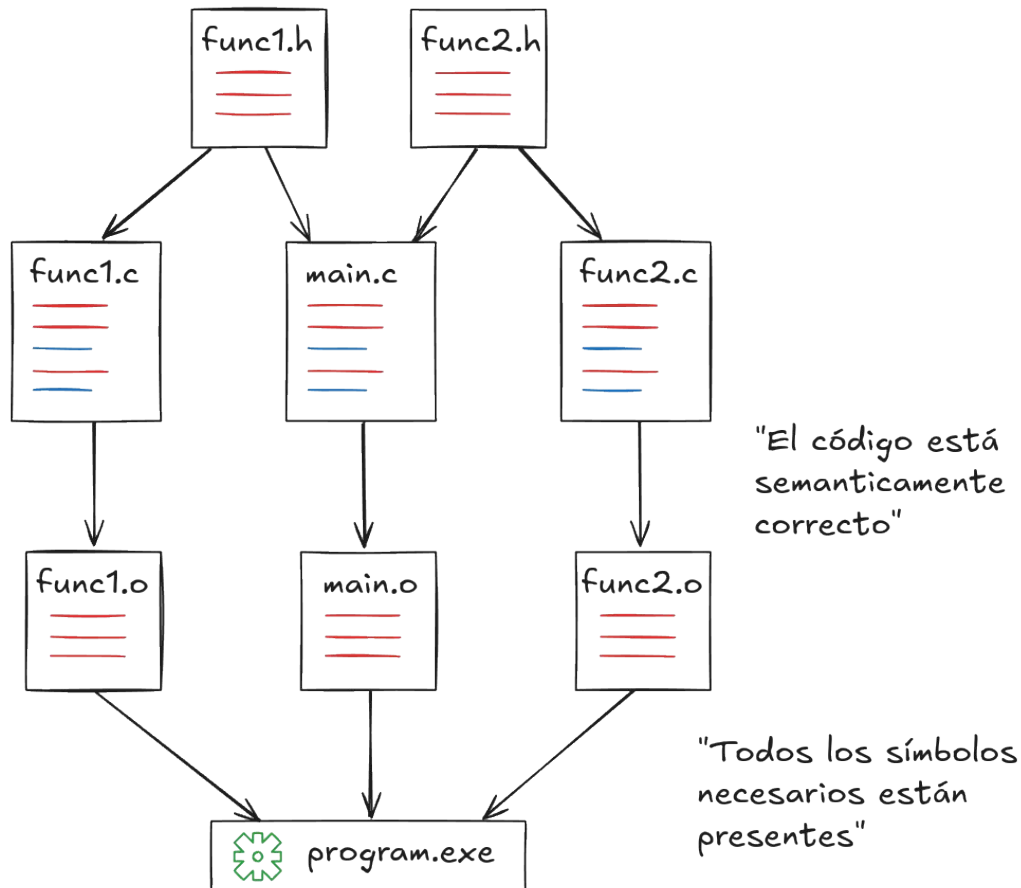 func1.h
func2.h
func1.c
main.c
func2.c
"El código está
semanticamente
correcto"
func1.o
main.o
func2.o
"Todos los símbolos
necesarios están
presentes"
program.exe